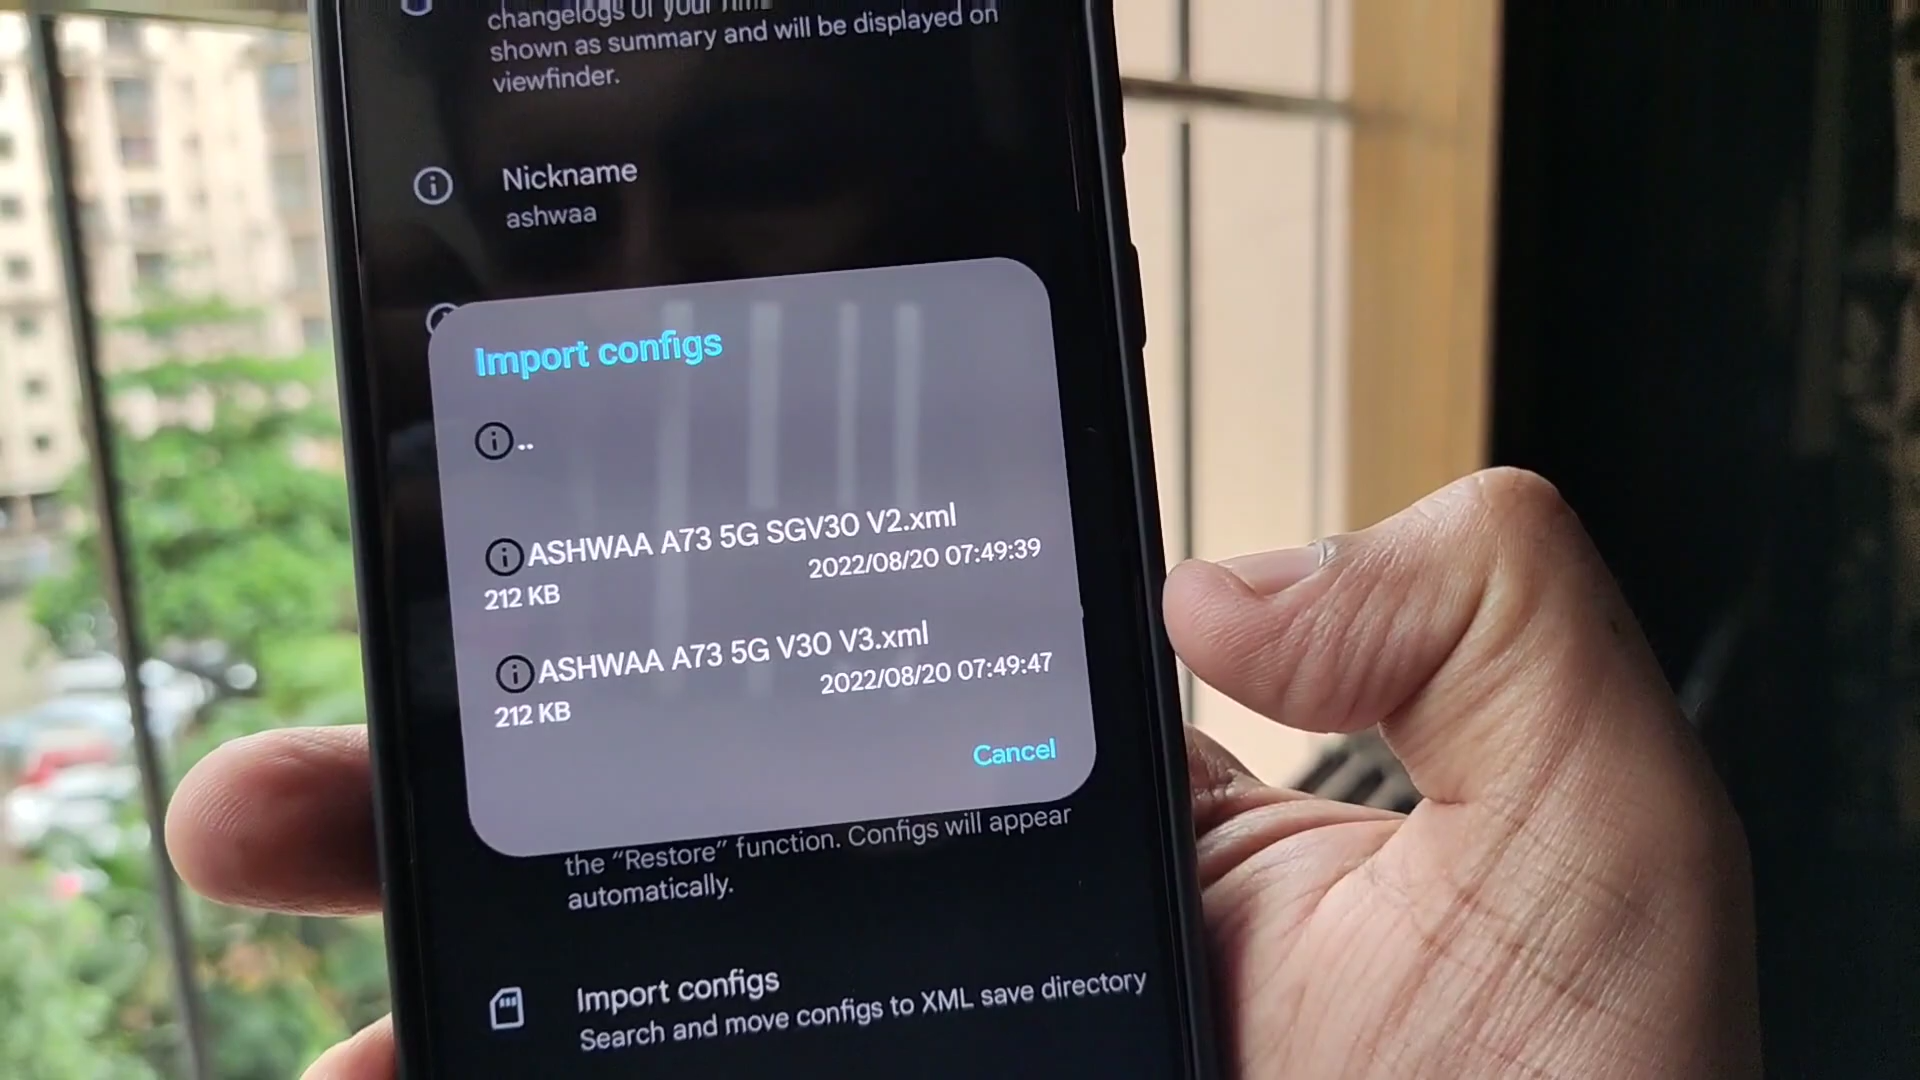 changelogs of your
shown as summary and will be displayed on
viewfinder.
Nickname
ashwaa
Import configs
..
ASHWAA A73 5G SGV30 V2.xml
2022/08/20 07:49:39
212 KB
ASHWAA A73 5G V30 V3.xml
2022/08/20 07:49:47
212 KB
Cancel
the “Restore” function. Configs will appear
automatically.
Import configs
Search and move configs to XML save directory